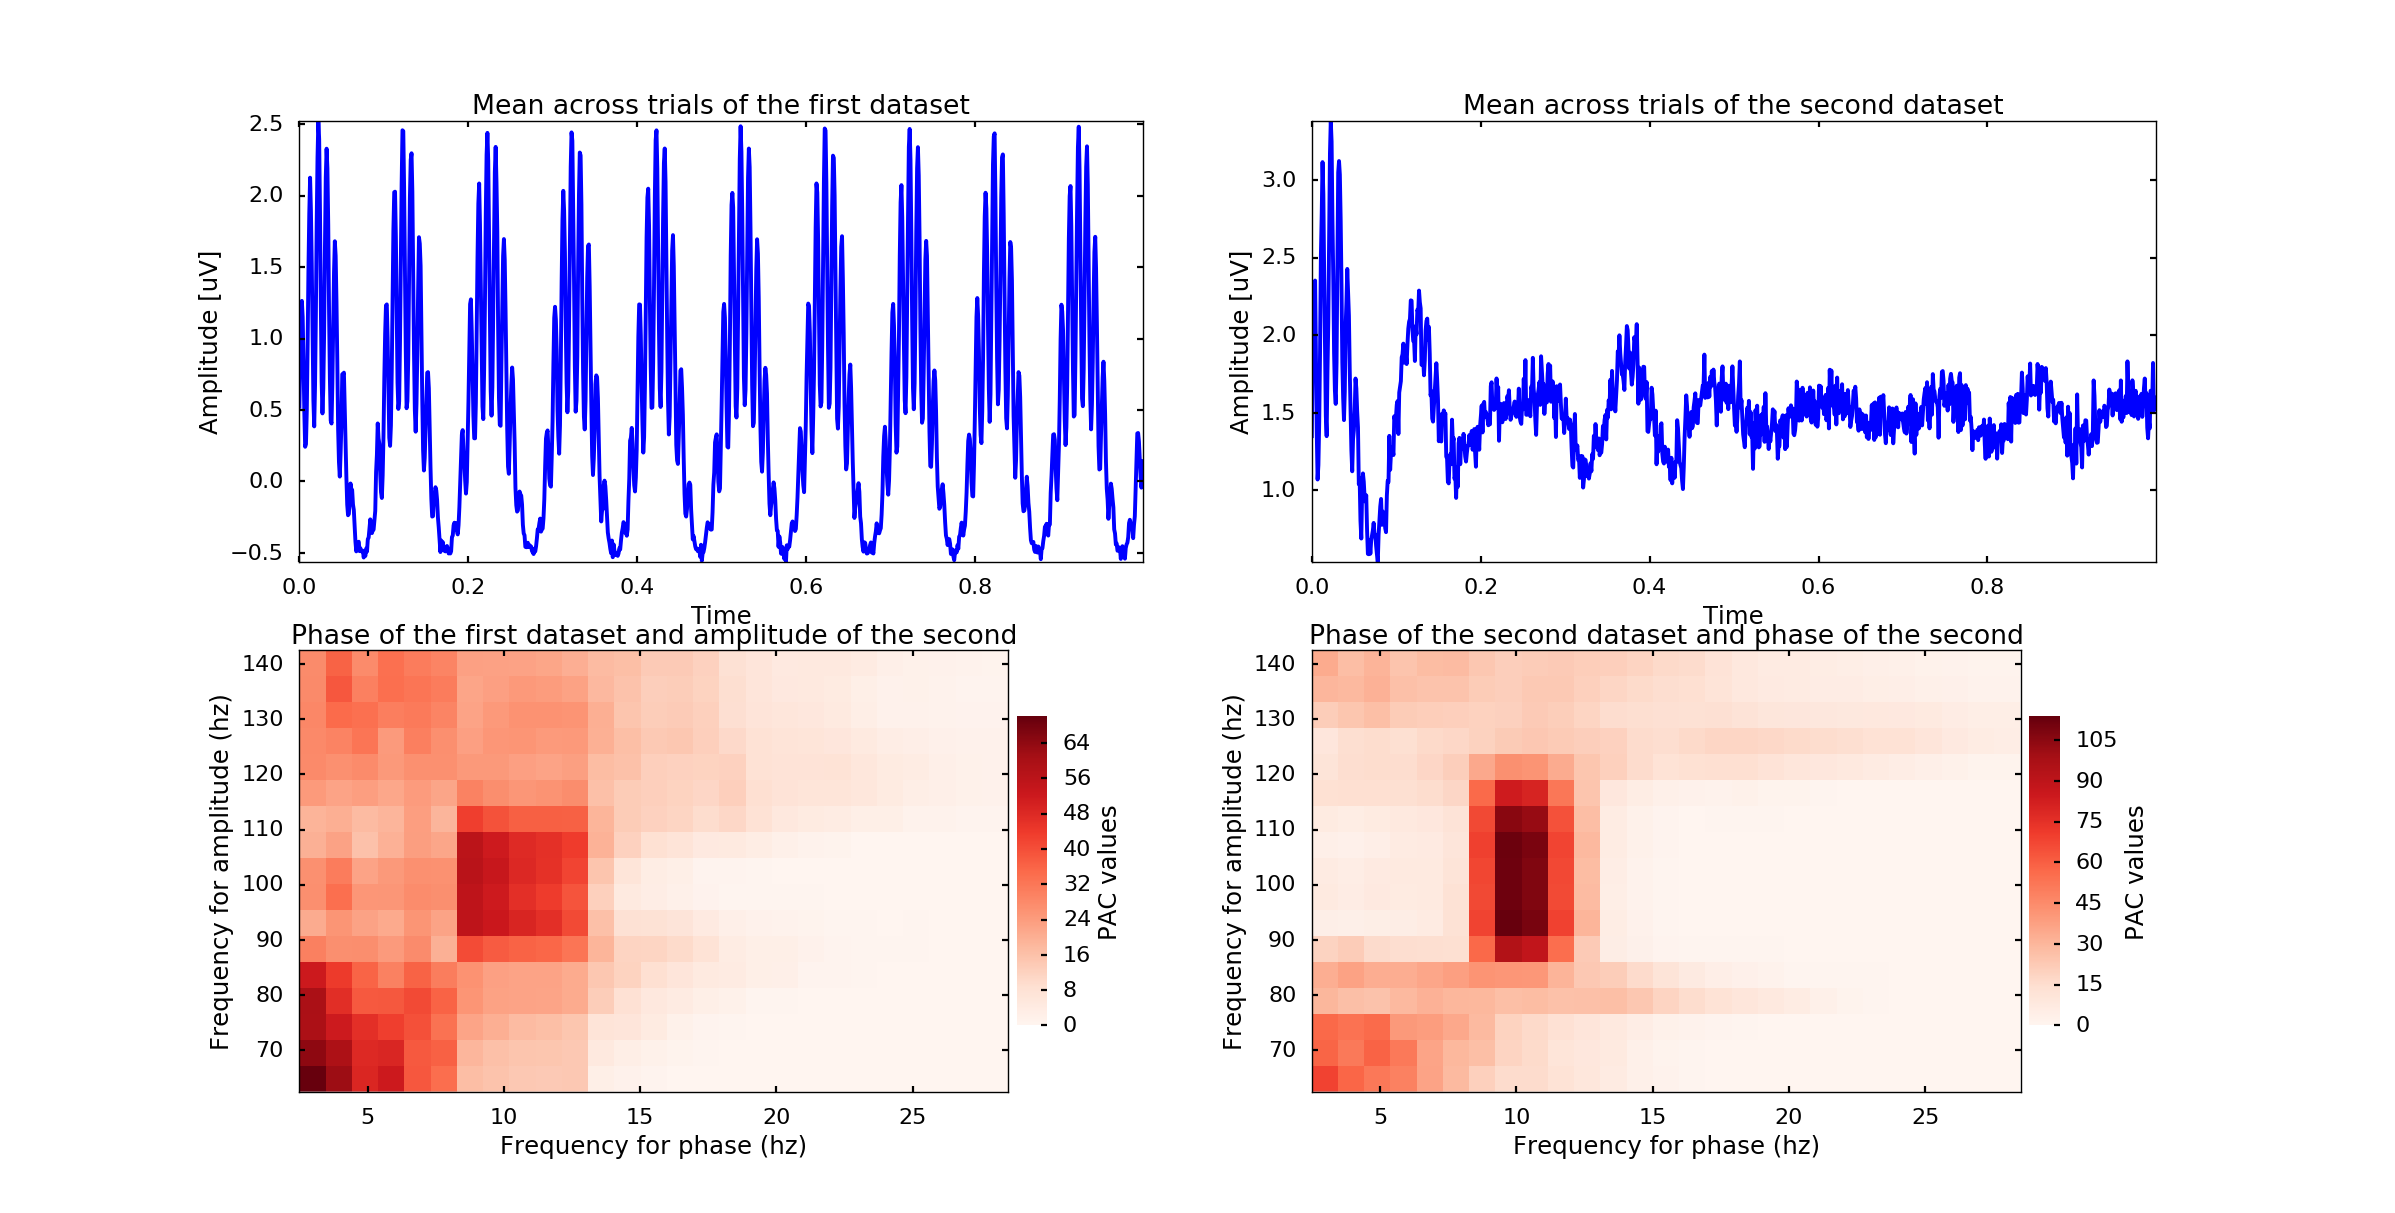 Mean across trials of the first dataset
2.5
2.0
1.5
1.0
0.5
0.0
−0.5
Amplitude [uV]
0.0 0.2 0.4 0.6 0.8
Time
Mean across trials of the second dataset
3.0
2.5
2.0
1.5
1.0
Amplitude [uV]
0.0 0.2 0.4 0.6 0.8
Time
Phase of the first dataset and amplitude of the second
140
130
120
110
100
90
80
70
Frequency for amplitude (hz)
5 10 15 20 25
Frequency for phase (hz)
64
56
48
40
32
24
16
8
0
PAC values
Phase of the second dataset and phase of the second
140
130
120
110
100
90
80
70
Frequency for amplitude (hz)
5 10 15 20 25
Frequency for phase (hz)
105
90
75
60
45
30
15
0
PAC values